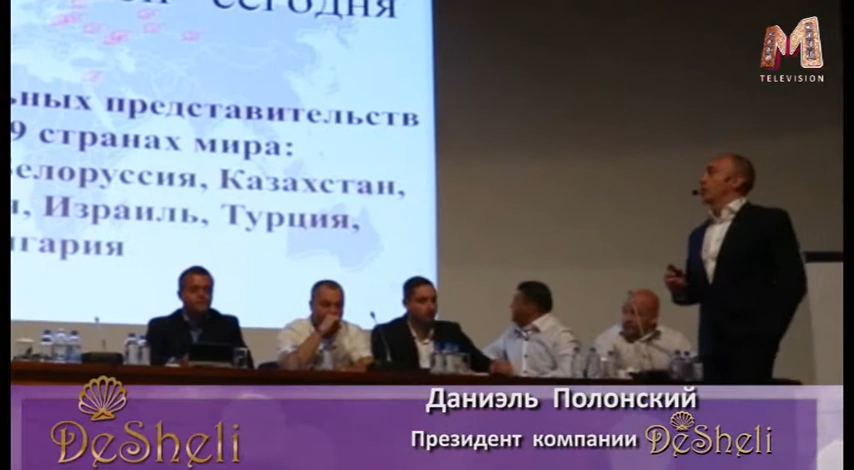 сегодня
M
TELEVISION
ьных представительств
9 странах мира:
елоруссия, Казахстан,
, Израиль, Турция,
гария
Даниэль Полонский
DeSheli
Президент компании DeSheli